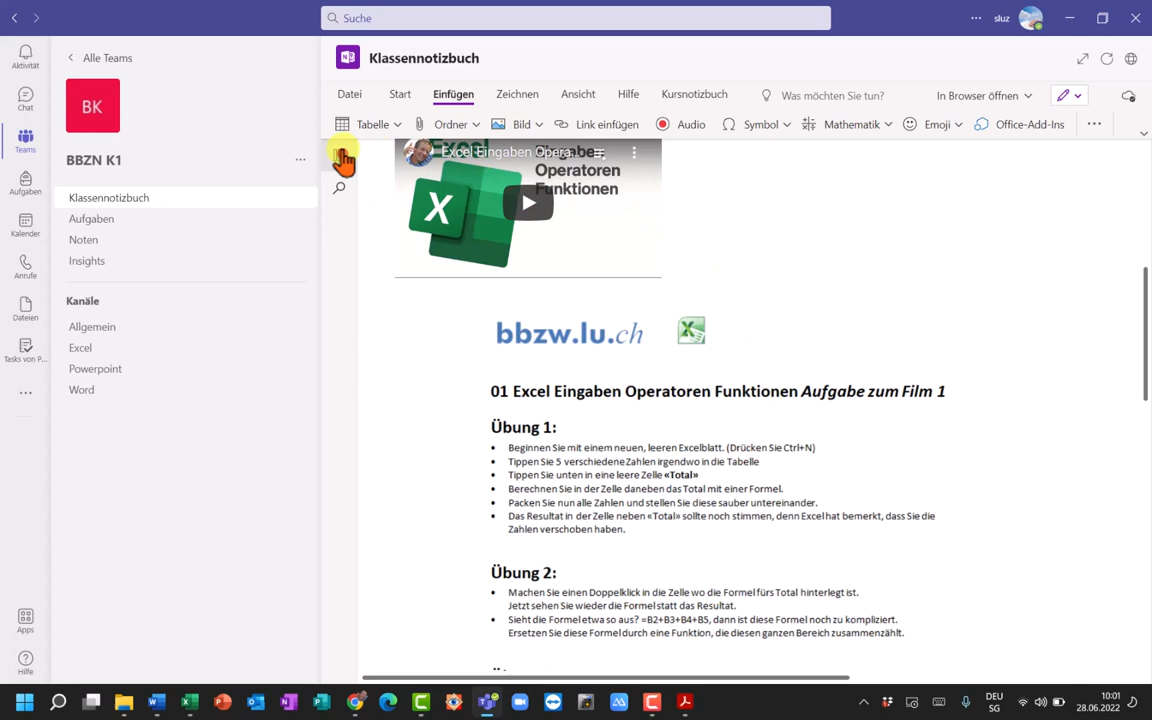 Suche
sluz
Aktivität
Chat
Teams
Aufgaben
Kalender
Anrufe
Dateien
Tasks von P...
Apps
Hilfe
Alle Teams
BK
BBZN K1
Klassennotizbuch
Aufgaben
Noten
Insights
Kanäle
Allgemein
Excel
Powerpoint
Word
Klassennotizbuch
Datei Start Einfügen Zeichnen Ansicht Hilfe Kursnotizbuch Was möchten Sie tun? In Browser öffnen
Tabelle Ordner Bild Link einfügen Audio Symbol Mathematik Emoji Office-Add-Ins
Excel Eingaben Opera...
Excel
Eingaben
Operatoren
Funktionen
X
bbzw.lu.ch
01 Excel Eingaben Operatoren Funktionen Aufgabe zum Film 1
Übung 1:
• Beginnen Sie mit einem neuen, leeren Excelblatt. (Drücken Sie Ctrl+N)
• Tippen Sie 5 verschiedene Zahlen irgendwo in die Tabelle
• Tippen Sie unten in eine leere Zelle «Total»
• Berechnen Sie in der Zelle daneben das Total mit einer Formel.
• Packen Sie nun alle Zahlen und stellen Sie diese sauber untereinander.
• Das Resultat in der Zelle neben «Total» sollte noch stimmen, denn Excel hat bemerkt, dass Sie die
Zahlen verschoben haben.
Übung 2:
• Machen Sie einen Doppelklick in die Zelle wo die Formel fürs Total hinterlegt ist.
Jetzt sehen Sie wieder die Formel statt das Resultat.
• Sieht die Formel etwa so aus? =B2+B3+B4+B5, dann ist diese Formel noch zu kompliziert.
Ersetzen Sie diese Formel durch eine Funktion, die diesen ganzen Bereich zusammenzählt.
DEU
SG
10:01
28.06.2022